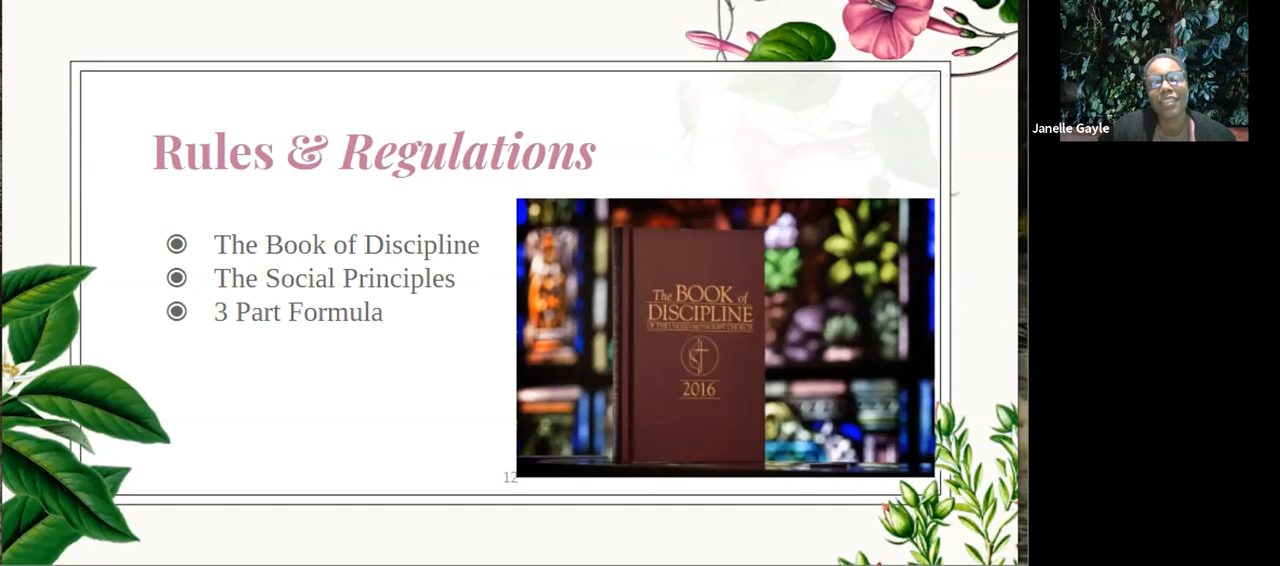 Rules & Regulations
The Book of Discipline
The Social Principles
3 Part Formula
The BOOK of
DISCIPLINE
OF THE UNITED METHODIST CHURCH
2016
12
Janelle Gayle